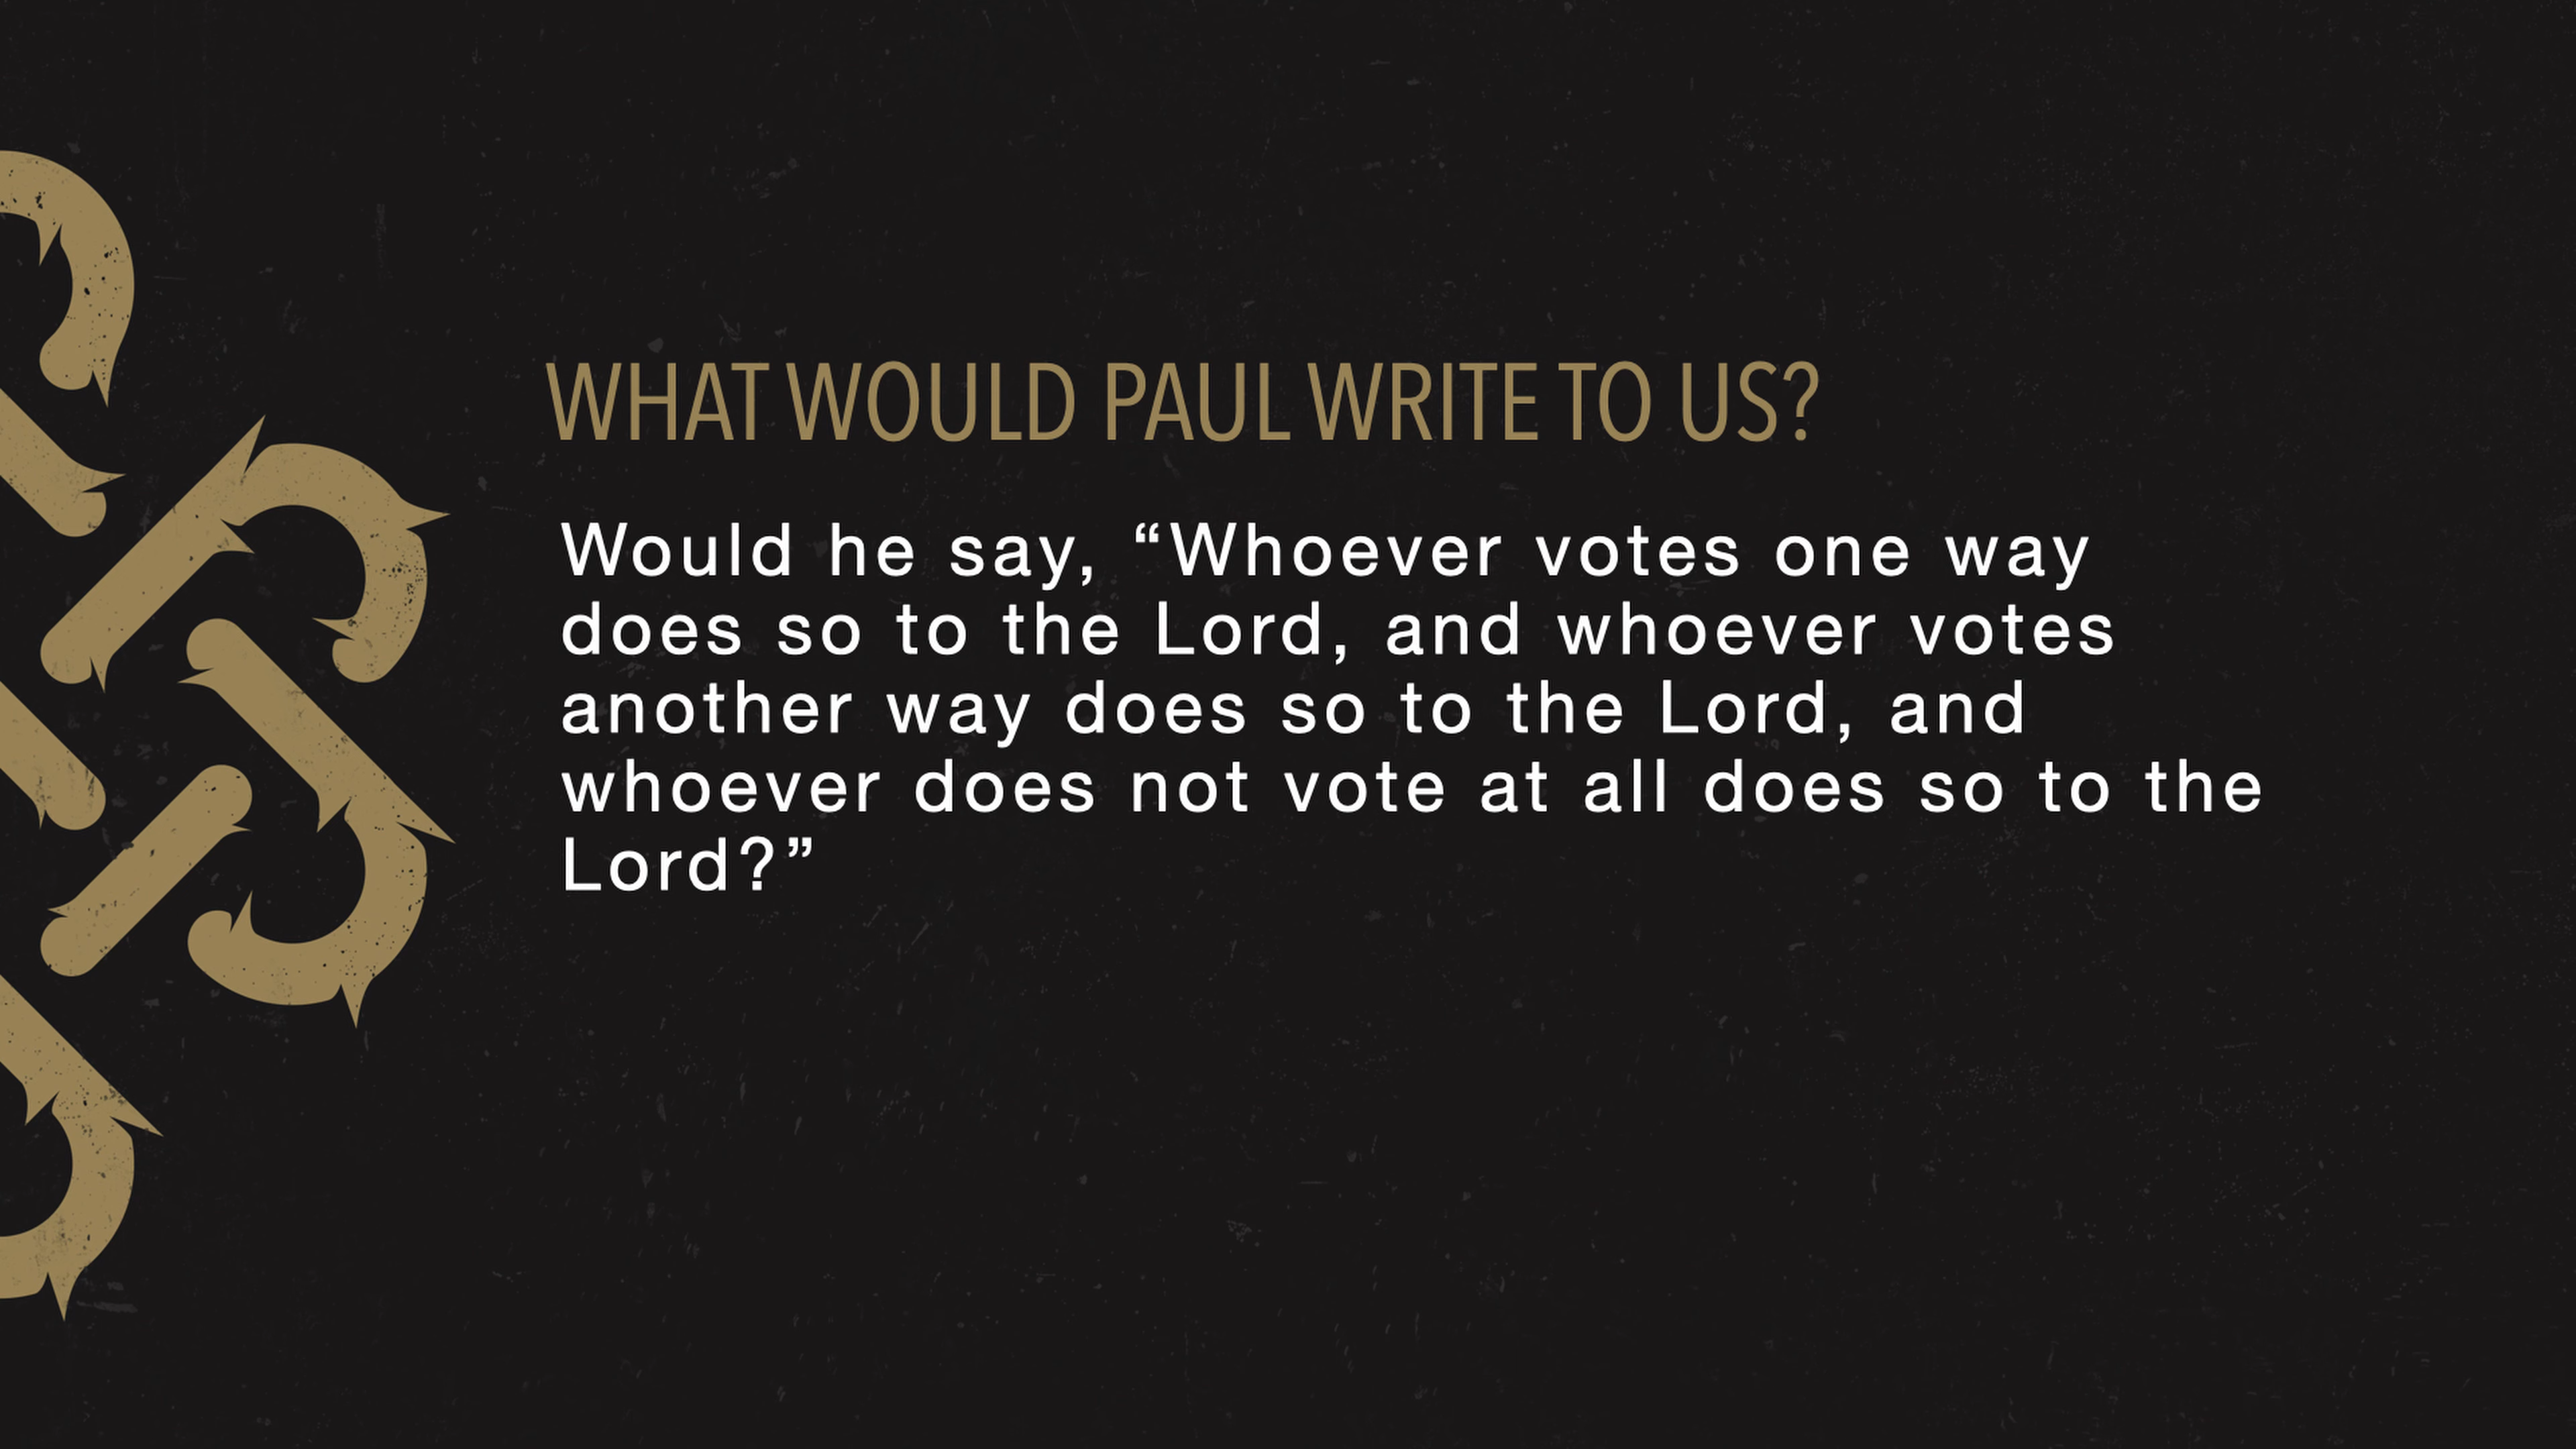 WHAT WOULD PAUL WRITE TO US?
Would he say, “Whoever votes one way
does so to the Lord, and whoever votes
another way does so to the Lord, and
whoever does not vote at all does so to the
Lord?”